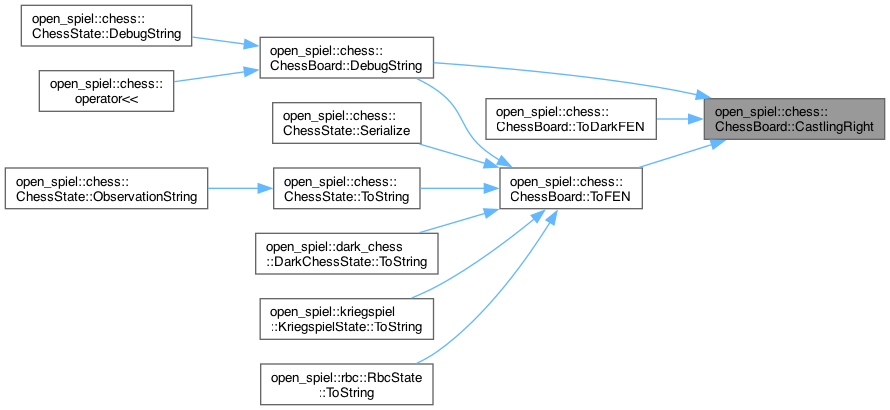 open_spiel::chess::
ChessState::DebugString
open_spiel::chess::
operator<<
open_spiel::chess::
ChessBoard::DebugString
open_spiel::chess::
ChessState::Serialize
open_spiel::chess::
ChessBoard::ToDarkFEN
open_spiel::chess::
ChessBoard::CastlingRight
open_spiel::chess::
ChessState::ObservationString
open_spiel::chess::
ChessState::ToString
open_spiel::chess::
ChessBoard::ToFEN
open_spiel::dark_chess
::DarkChessState::ToString
open_spiel::kriegspiel
::KriegspielState::ToString
open_spiel::rbc::RbcState
::ToString